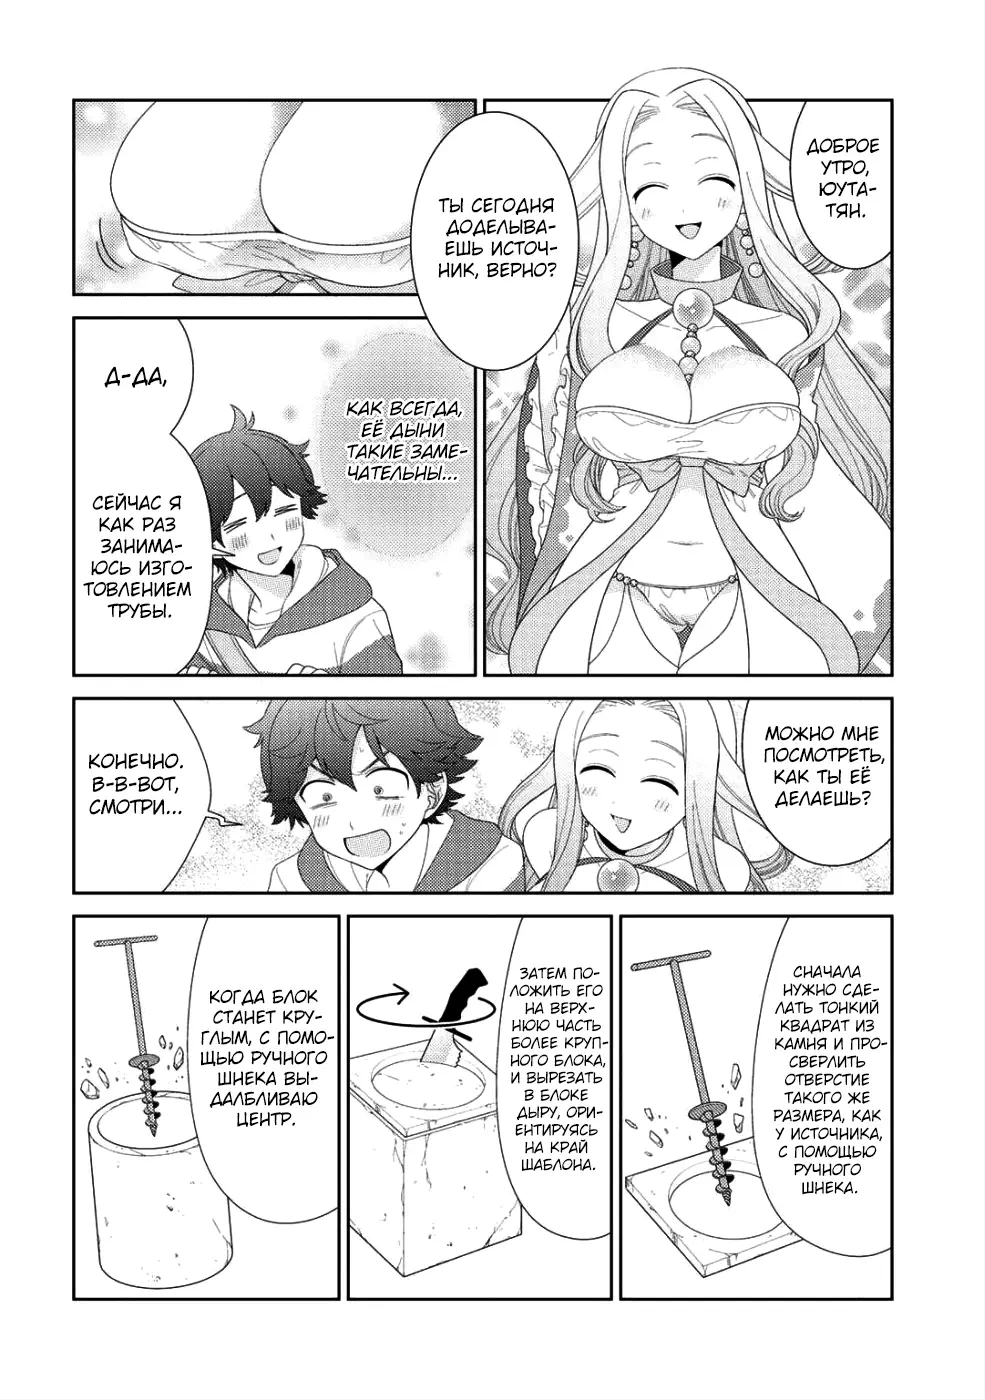 ДОБРОЕ
УТРО,
ЮУТА-
ТЯН.
ТЫ СЕГОДНЯ
ДОДЕЛЫВА-
ЕШЬ ИСТОЧ-
НИК, ВЕРНО?
Д-ДА,
КАК ВСЕГДА,
ЕЁ ДЫНИ
ТАКИЕ ЗАМЕ-
ЧАТЕЛЬНЫ...
СЕЙЧАС Я
КАК РАЗ
ЗАНИМА-
ЮСЬ ИЗГО-
ТОВЛЕНИЕМ
ТРУБЫ.
МОЖНО МНЕ
ПОСМОТРЕТЬ,
КАК ТЫ ЕЁ
ДЕЛАЕШЬ?
КОНЕЧНО.
В-В-ВОТ,
СМОТРИ...
СНАЧАЛА
НУЖНО СДЕ-
ЛАТЬ ТОНКИЙ
КВАДРАТ ИЗ
КАМНЯ И ПРО-
СВЕРЛИТЬ
ОТВЕРСТИЕ
ТАКОГО ЖЕ
РАЗМЕРА, КАК
У ИСТОЧНИКА,
С ПОМОЩЬЮ
РУЧНОГО
ШНЕКА.
ЗАТЕМ ПО-
ЛОЖИТЬ ЕГО
НА ВЕРХ-
НЮЮ ЧАСТЬ
БОЛЕЕ КРУП-
НОГО БЛОКА,
И ВЫРЕЗАТЬ
В БЛОКЕ
ДЫРУ, ОРИ-
ЕНТИРУЯСЬ
НА КРАЙ
ШАБЛОНА.
КОГДА БЛОК
СТАНЕТ КРУ-
ГЛЫМ, С ПОМО-
ЩЬЮ РУЧНОГО
ШНЕКА ВЫ-
ДАЛБЛИВАЮ
ЦЕНТР.